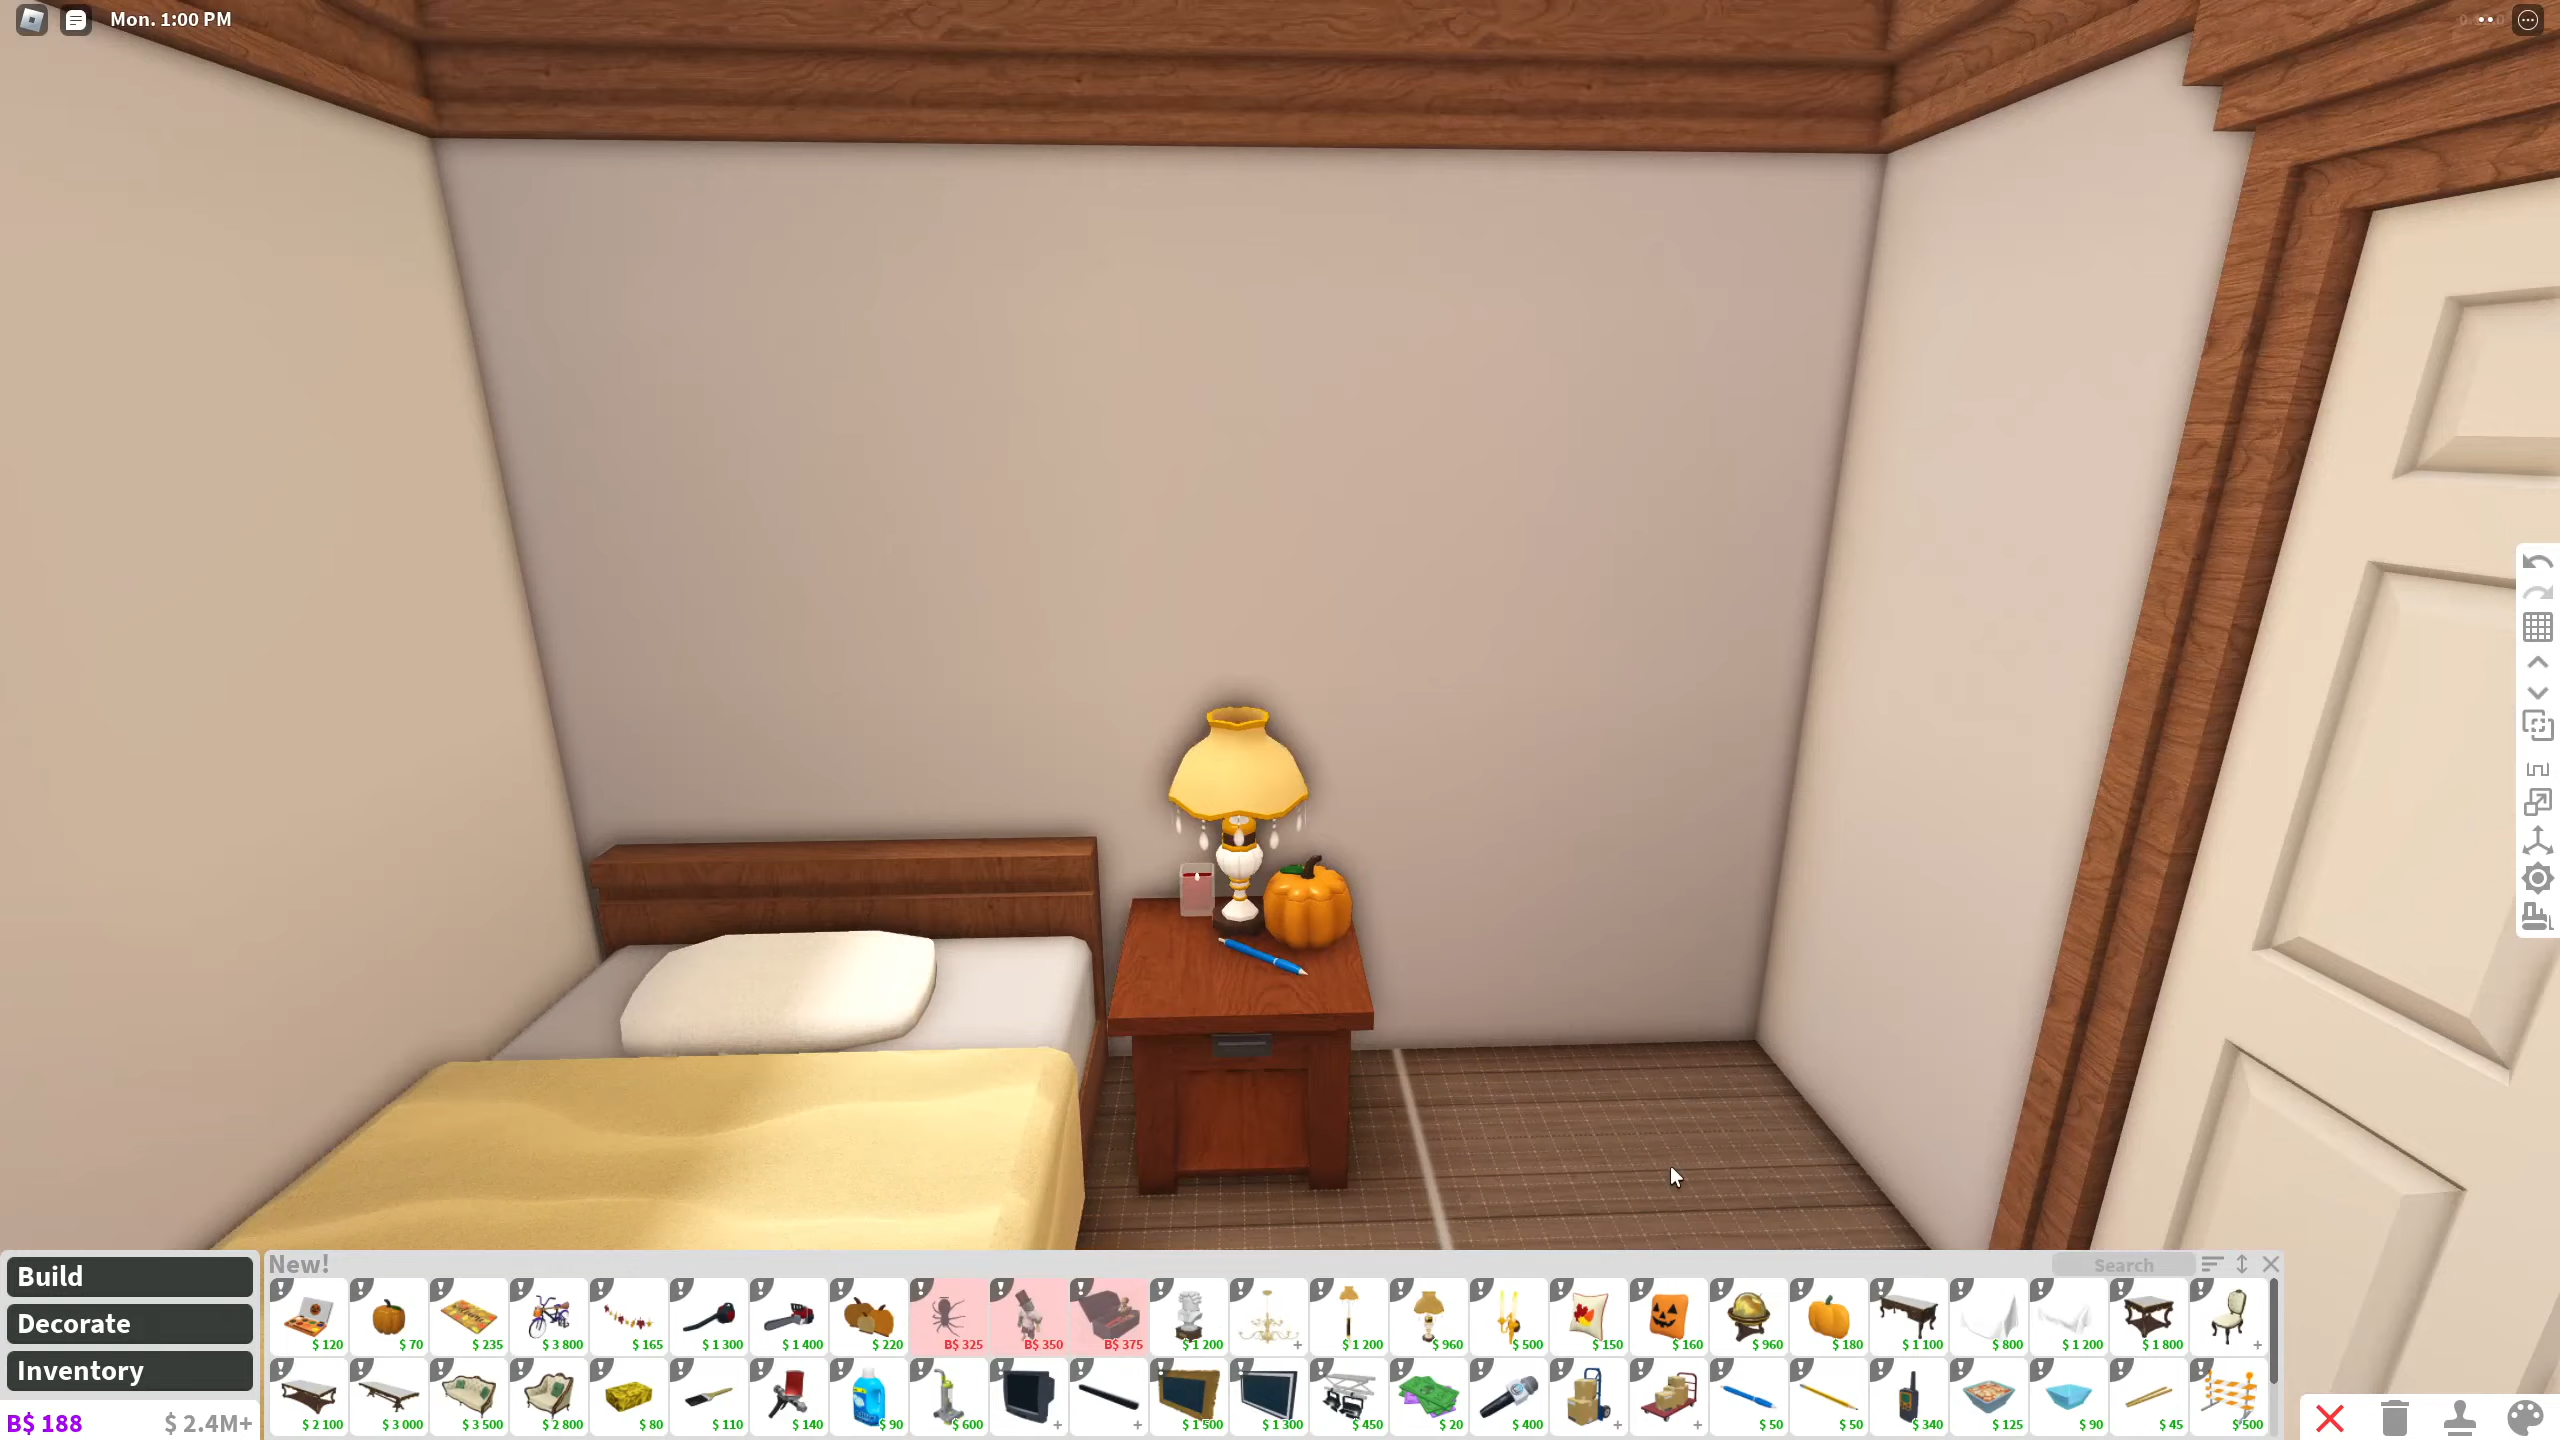 Mon. 1:00 PM
New!
Search
Build
Decorate
Inventory
B$ 188
$ 2.4M+
$ 120
$ 70
$ 235
$ 3 800
$ 165
$ 1 300
$ 1 400
$ 220
B$ 325
B$ 350
B$ 375
$ 1 200
+
$ 1 200
$ 960
$ 500
$ 150
$ 160
$ 960
$ 180
$ 1 100
$ 800
$ 1 200
$ 1 800
+
$ 2 100
$ 3 000
$ 3 500
$ 2 800
$ 80
$ 110
$ 140
$ 90
$ 600
+
+
$ 1 500
$ 1 300
$ 450
$ 20
$ 400
+
+
$ 50
$ 50
$ 340
$ 125
$ 90
$ 45
$ 500